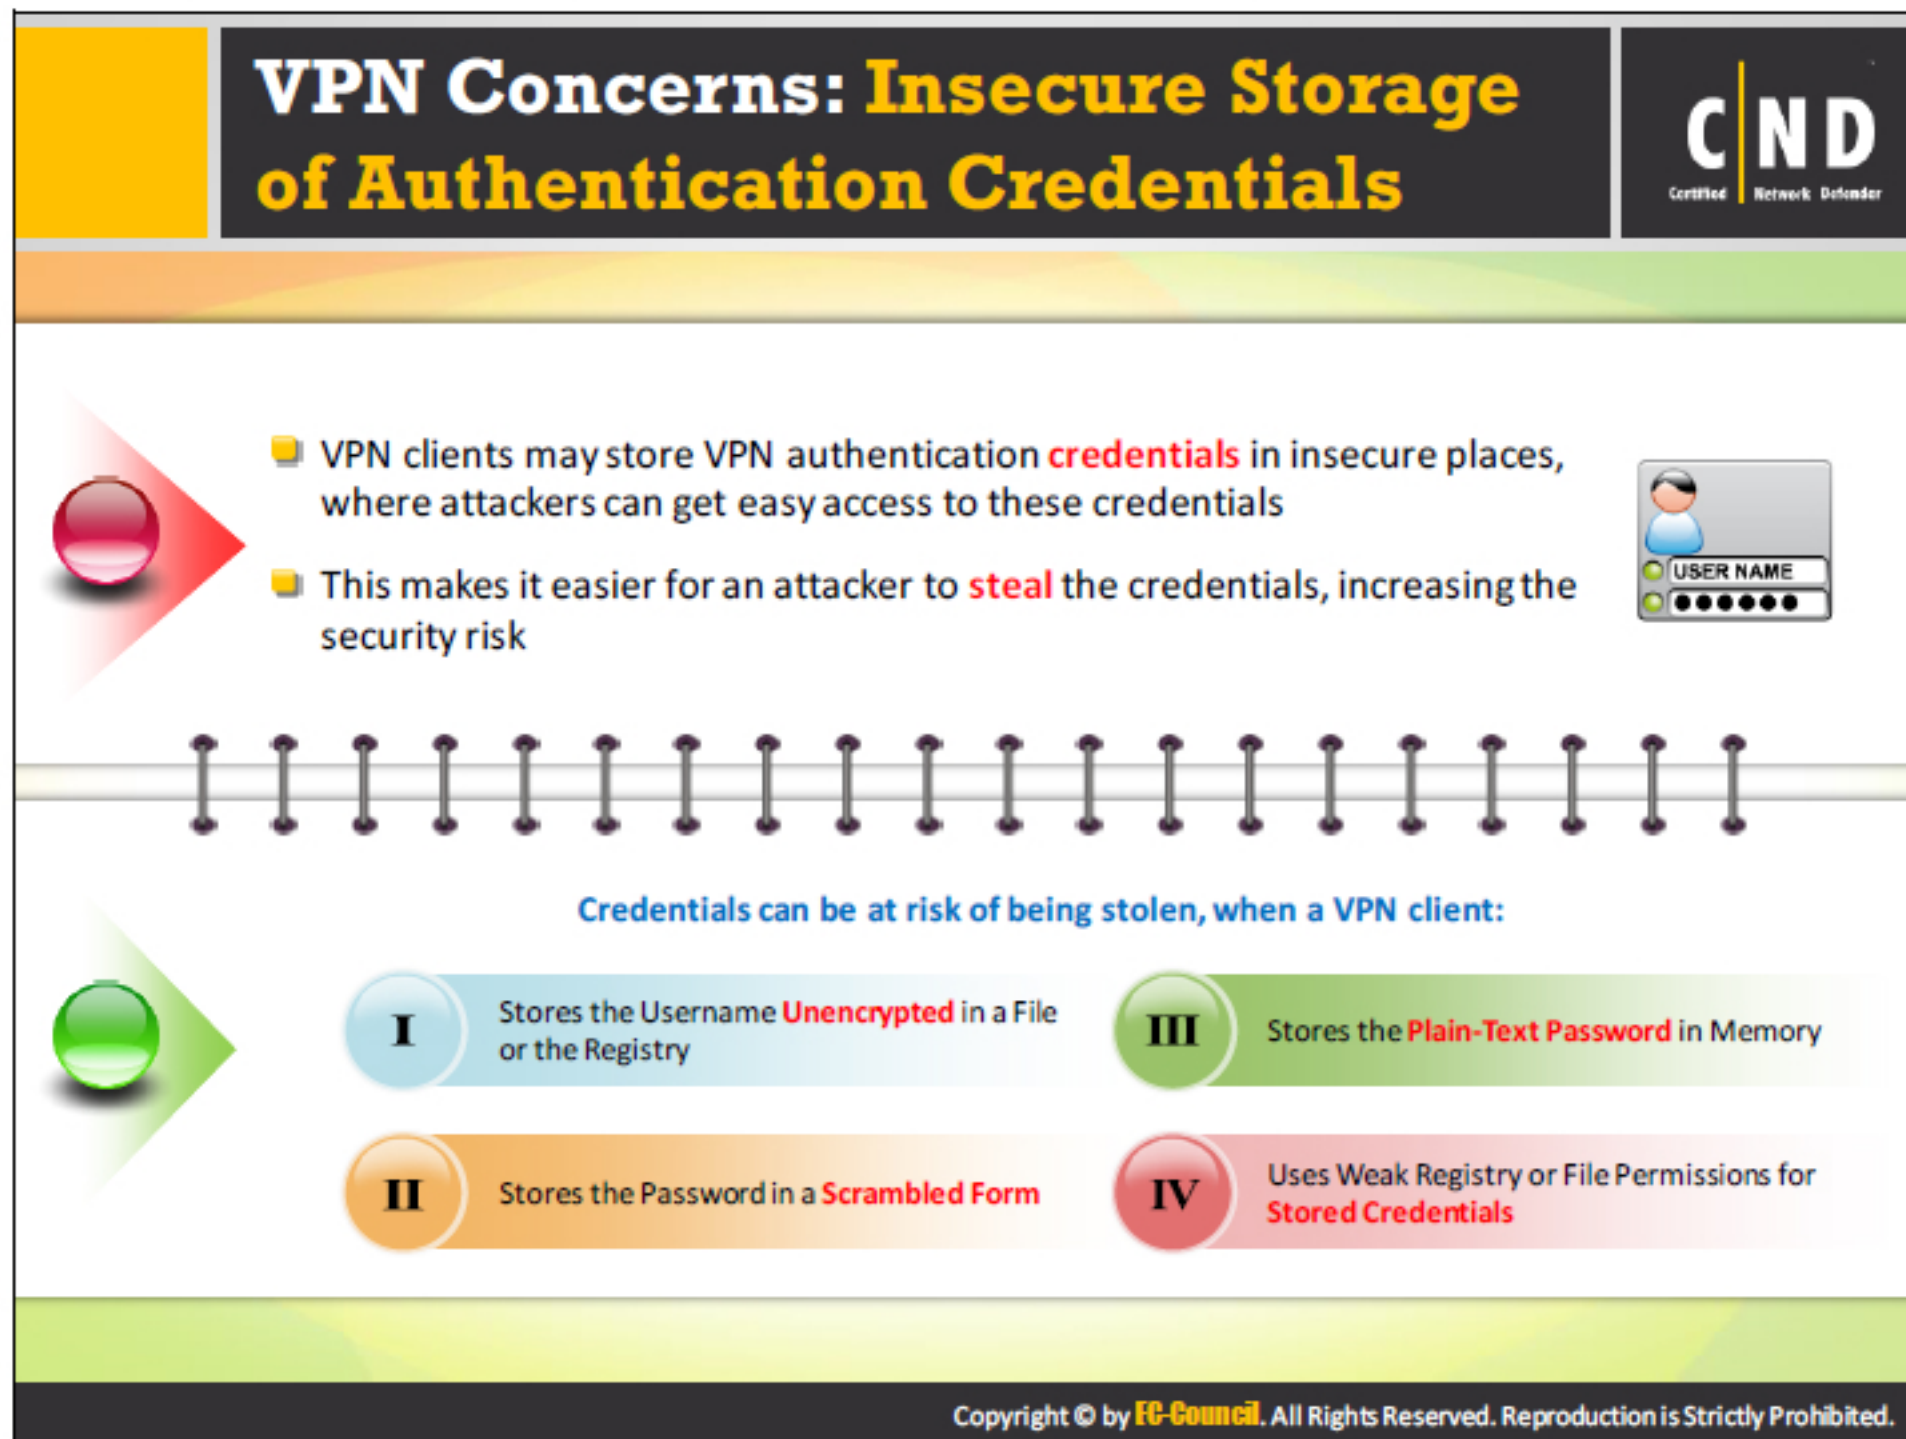 VPN Concerns: Insecure Storage
of Authentication Credentials
C N D
Certified Network Defender
VPN clients may store VPN authentication credentials in insecure places,
where attackers can get easy access to these credentials
This makes it easier for an attacker to steal the credentials, increasing the
security risk
USER NAME
Credentials can be at risk of being stolen, when a VPN client:
I
Stores the Username Unencrypted in a File
or the Registry
III
Stores the Plain-Text Password in Memory
II
Stores the Password in a Scrambled Form
IV
Uses Weak Registry or File Permissions for
Stored Credentials
Copyright © by EC-Council. All Rights Reserved. Reproduction is Strictly Prohibited.